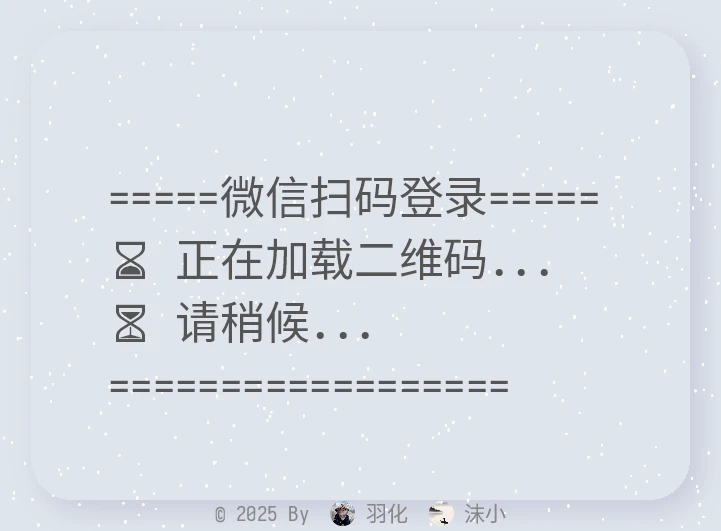 =====微信扫码登录=====
⌛ 正在加载二维码...
⏳ 请稍候...
==================
© 2025 By 羽化 沫小